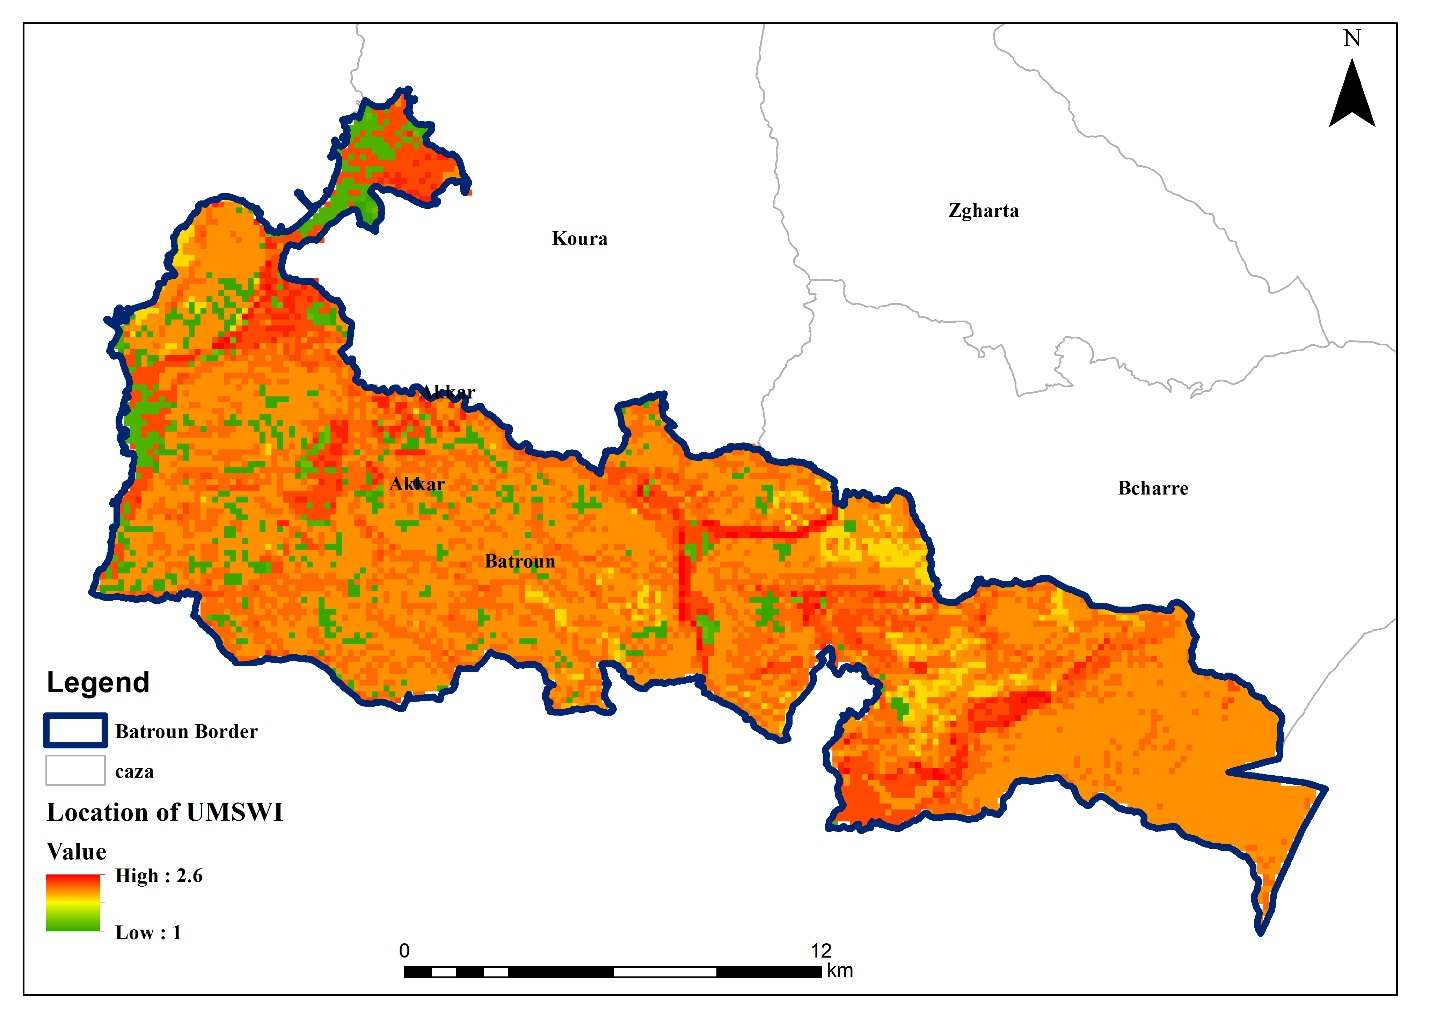 N
Zgharta
Koura
Akkar
Akkar
Bcharre
Batroun
Legend
Batroun Border
caza
Location of UMSWI
Value
High : 2.6
Low : 1
0 12
km